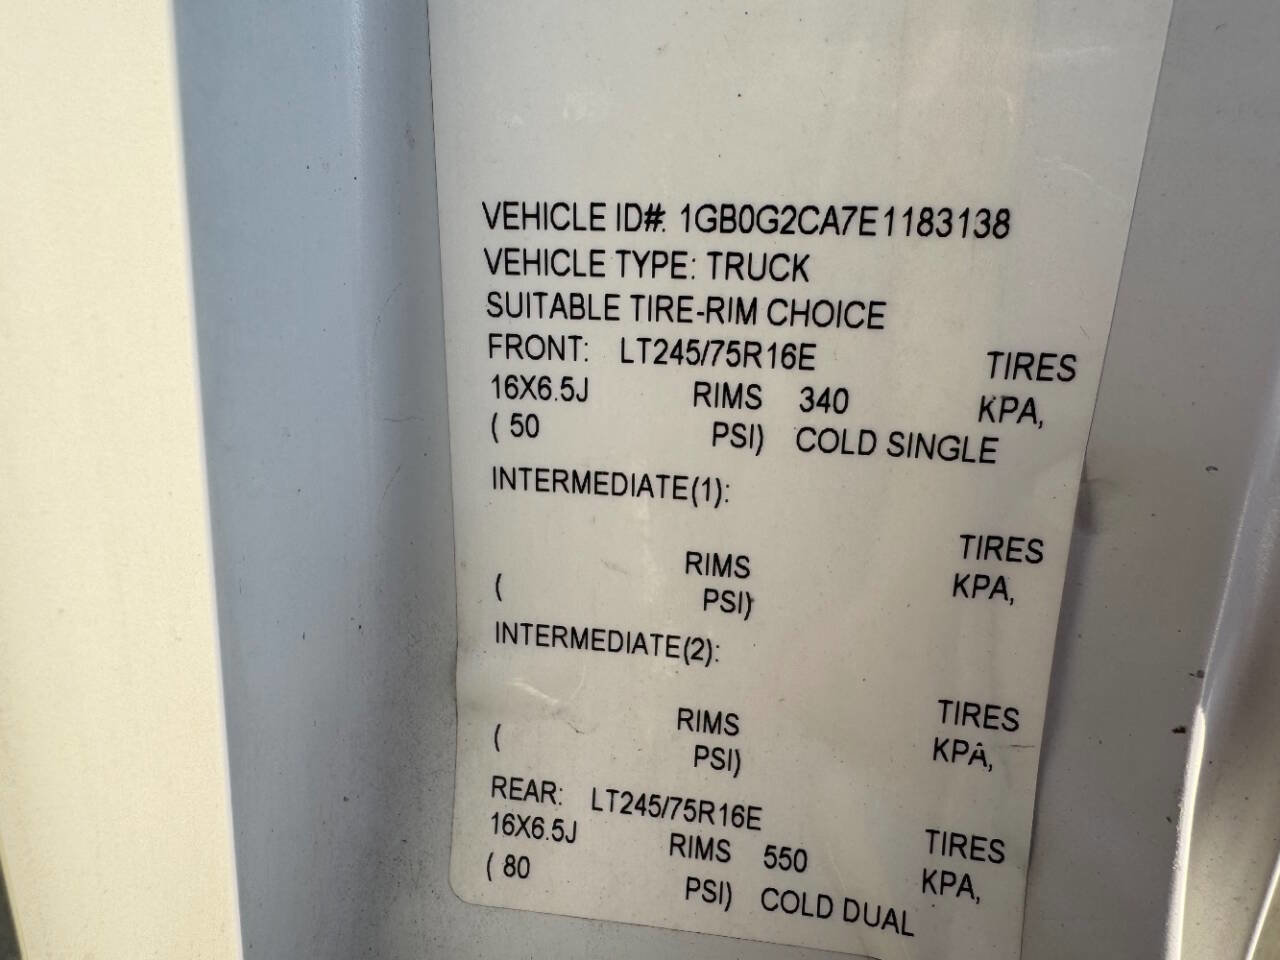 VEHICLE ID#: 1GB0G2CA7E1183138
VEHICLE TYPE: TRUCK
SUITABLE TIRE-RIM CHOICE
FRONT: LT245/75R16E TIRES
16X6.5J RIMS 340 KPA,
( 50 PSI) COLD SINGLE
INTERMEDIATE(1):
TIRES
RIMS KPA,
( PSI)
INTERMEDIATE(2):
TIRES
RIMS KPA,
( PSI)
REAR: LT245/75R16E TIRES
16X6.5J RIMS 550 KPA,
( 80 PSI) COLD DUAL